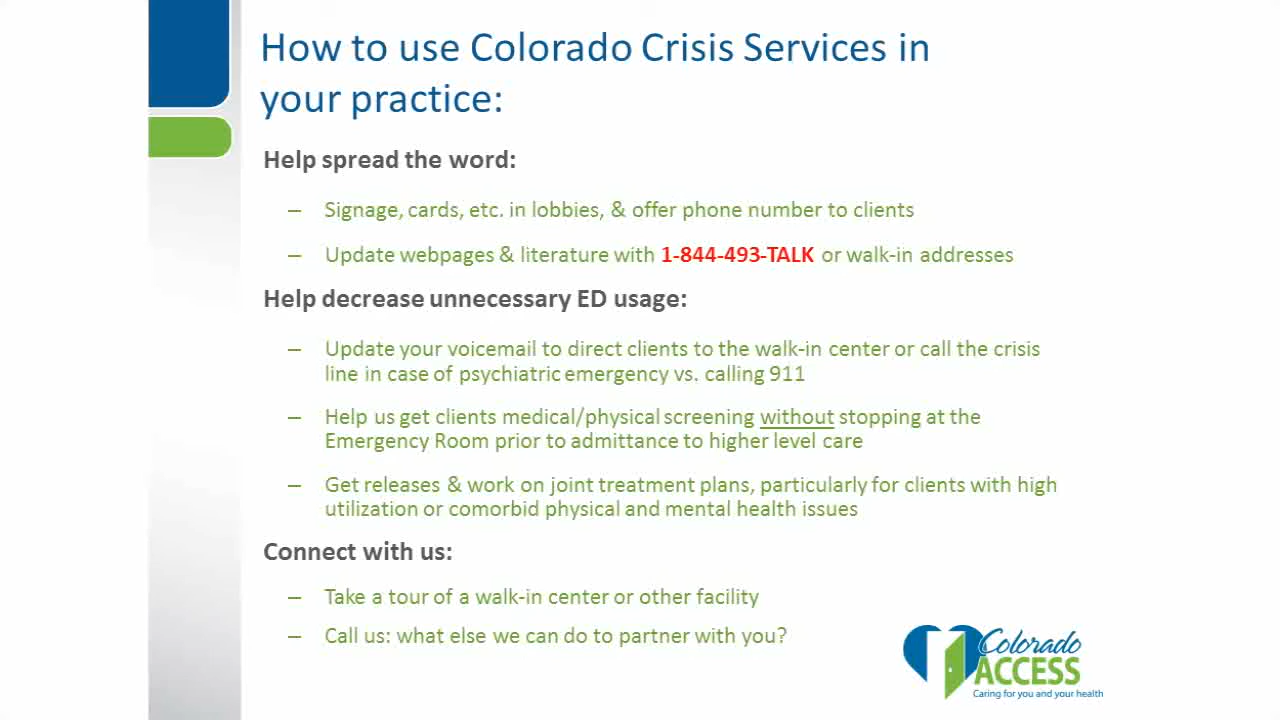 How to use Colorado Crisis Services in
your practice:
Help spread the word:
– Signage, cards, etc. in lobbies, & offer phone number to clients
– Update webpages & literature with 1-844-493-TALK or walk-in addresses
Help decrease unnecessary ED usage:
– Update your voicemail to direct clients to the walk-in center or call the crisis
line in case of psychiatric emergency vs. calling 911
– Help us get clients medical/physical screening without stopping at the
Emergency Room prior to admittance to higher level care
– Get releases & work on joint treatment plans, particularly for clients with high
utilization or comorbid physical and mental health issues
Connect with us:
– Take a tour of a walk-in center or other facility
– Call us: what else we can do to partner with you?
Colorado
ACCESS
Caring for you and your health